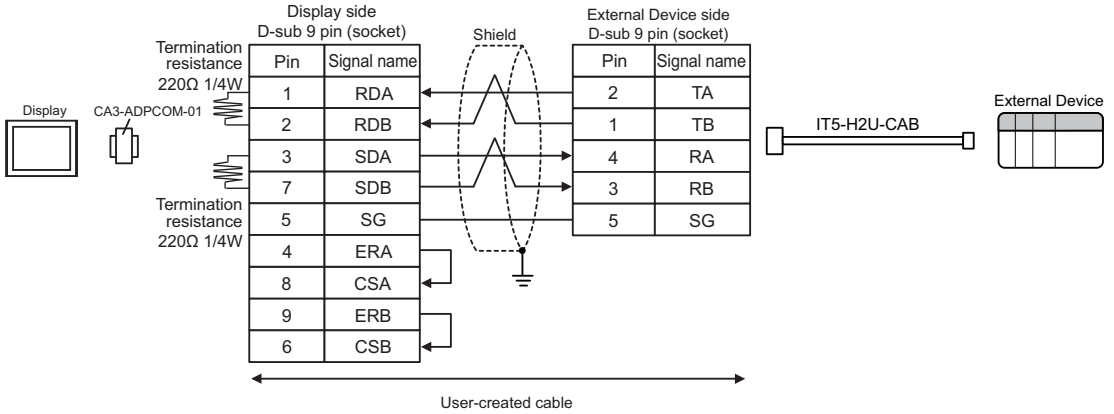 Display side
D-sub 9 pin (socket)
Shield
External Device side
D-sub 9 pin (socket)
Termination
resistance
220Ω 1/4W
Pin Signal name
Pin Signal name
1 RDA
2 TA
Display
CA3-ADPCOM-01
2 RDB
1 TB
IT5-H2U-CAB
External Device
3 SDA
4 RA
7 SDB
3 RB
Termination
resistance
220Ω 1/4W
5 SG
5 SG
4 ERA
8 CSA
9 ERB
6 CSB
User-created cable